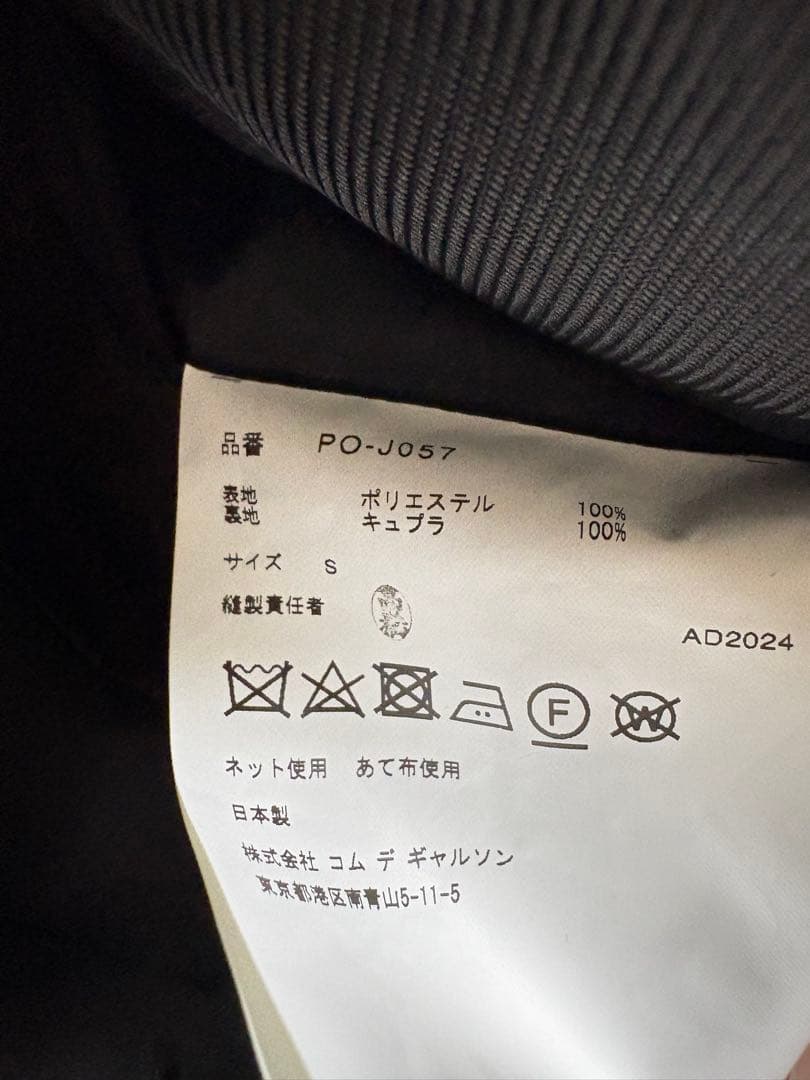 品番 PO-J057
表地 ポリエステル 100%
裏地 キュプラ 100%
サイズ S
縫製責任者
AD2024
F W
ネット使用 あて布使用
日本製
株式会社 コム デ ギャルソン
東京都港区南青山5-11-5